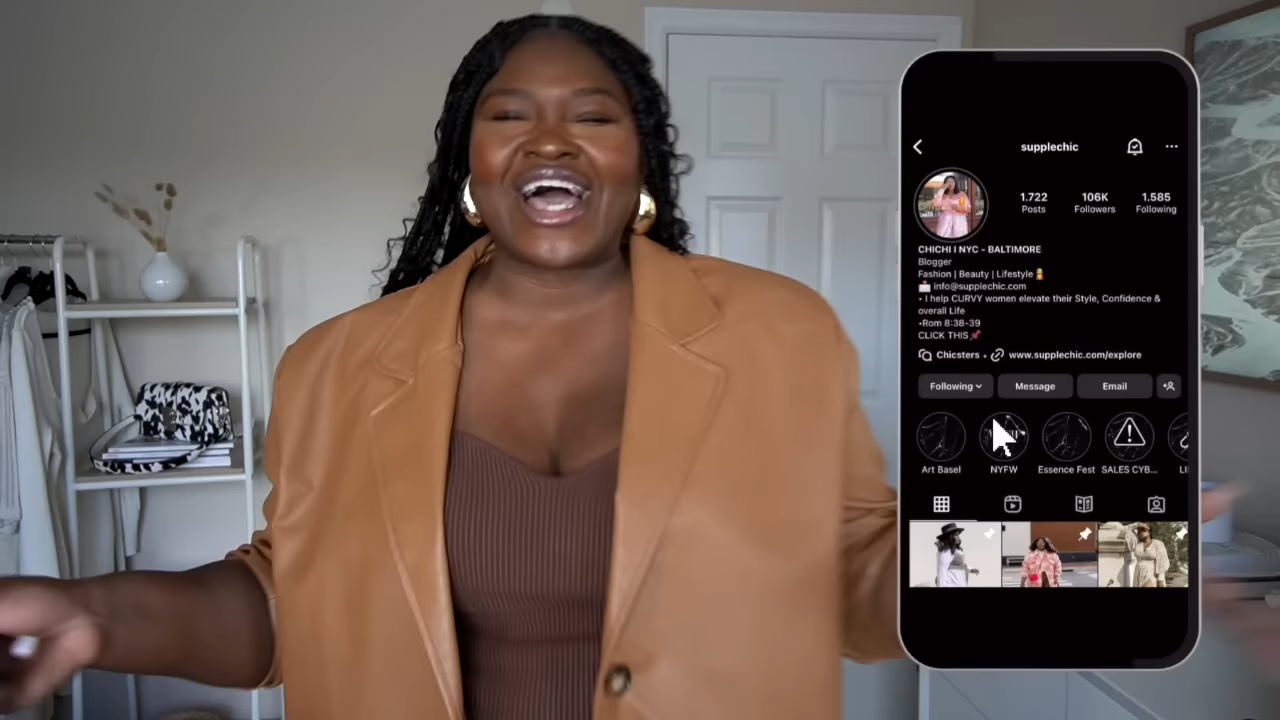 supplechic
1.722 106K 1.585
Posts Followers Following
CHICHI I NYC - BALTIMORE
Blogger
Fashion | Beauty | Lifestyle
info@supplechic.com
• I help CURVY women elevate their Style, Confidence &
overall Life
•Rom 8:38-39
CLICK THIS
Chicsters • www.supplechic.com/explore
Following Message Email
Art Basel NYFW Essence Fest SALES CYB... LI